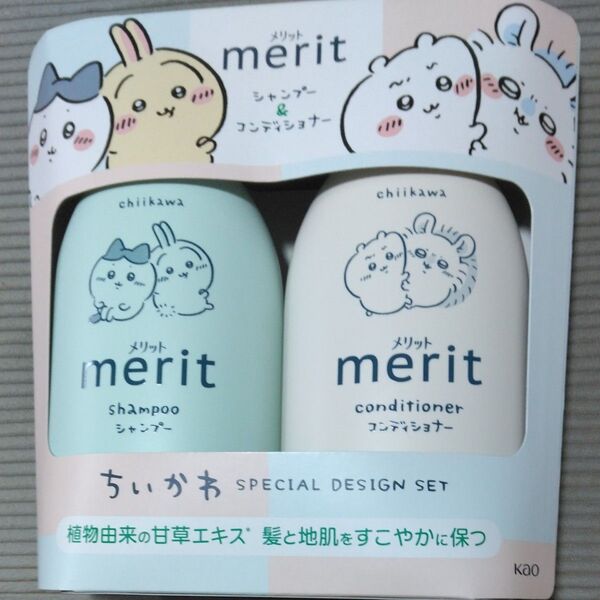 メリット
merit
シャンプー
&
コンディショナー
chiikawa
メリット
merit
shampoo
シャンプー
chiikawa
メリット
merit
conditioner
コンディショナー
ちいかわ SPECIAL DESIGN SET
植物由来の甘草エキス* 髪と地肌をすこやかに保つ
Kao